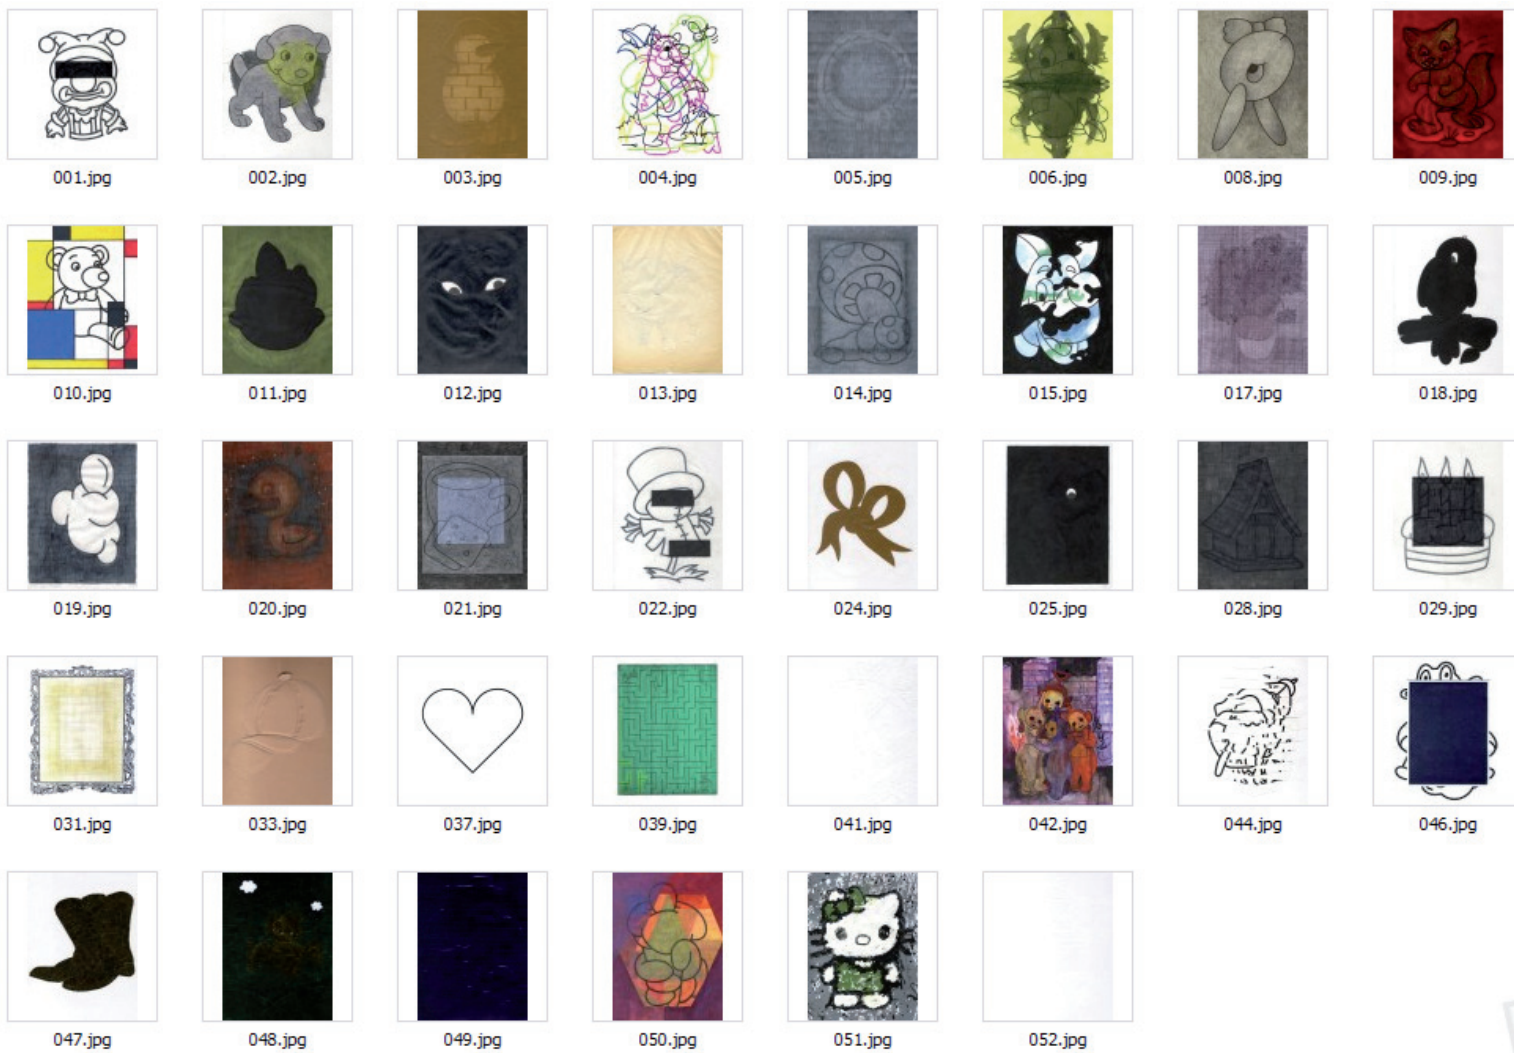 001.jpg 002.jpg 003.jpg 004.jpg 005.jpg 006.jpg 008.jpg 009.jpg
010.jpg 011.jpg 012.jpg 013.jpg 014.jpg 015.jpg 017.jpg 018.jpg
019.jpg 020.jpg 021.jpg 022.jpg 024.jpg 025.jpg 028.jpg 029.jpg
031.jpg 033.jpg 037.jpg 039.jpg 041.jpg 042.jpg 044.jpg 046.jpg
047.jpg 048.jpg 049.jpg 050.jpg 051.jpg 052.jpg